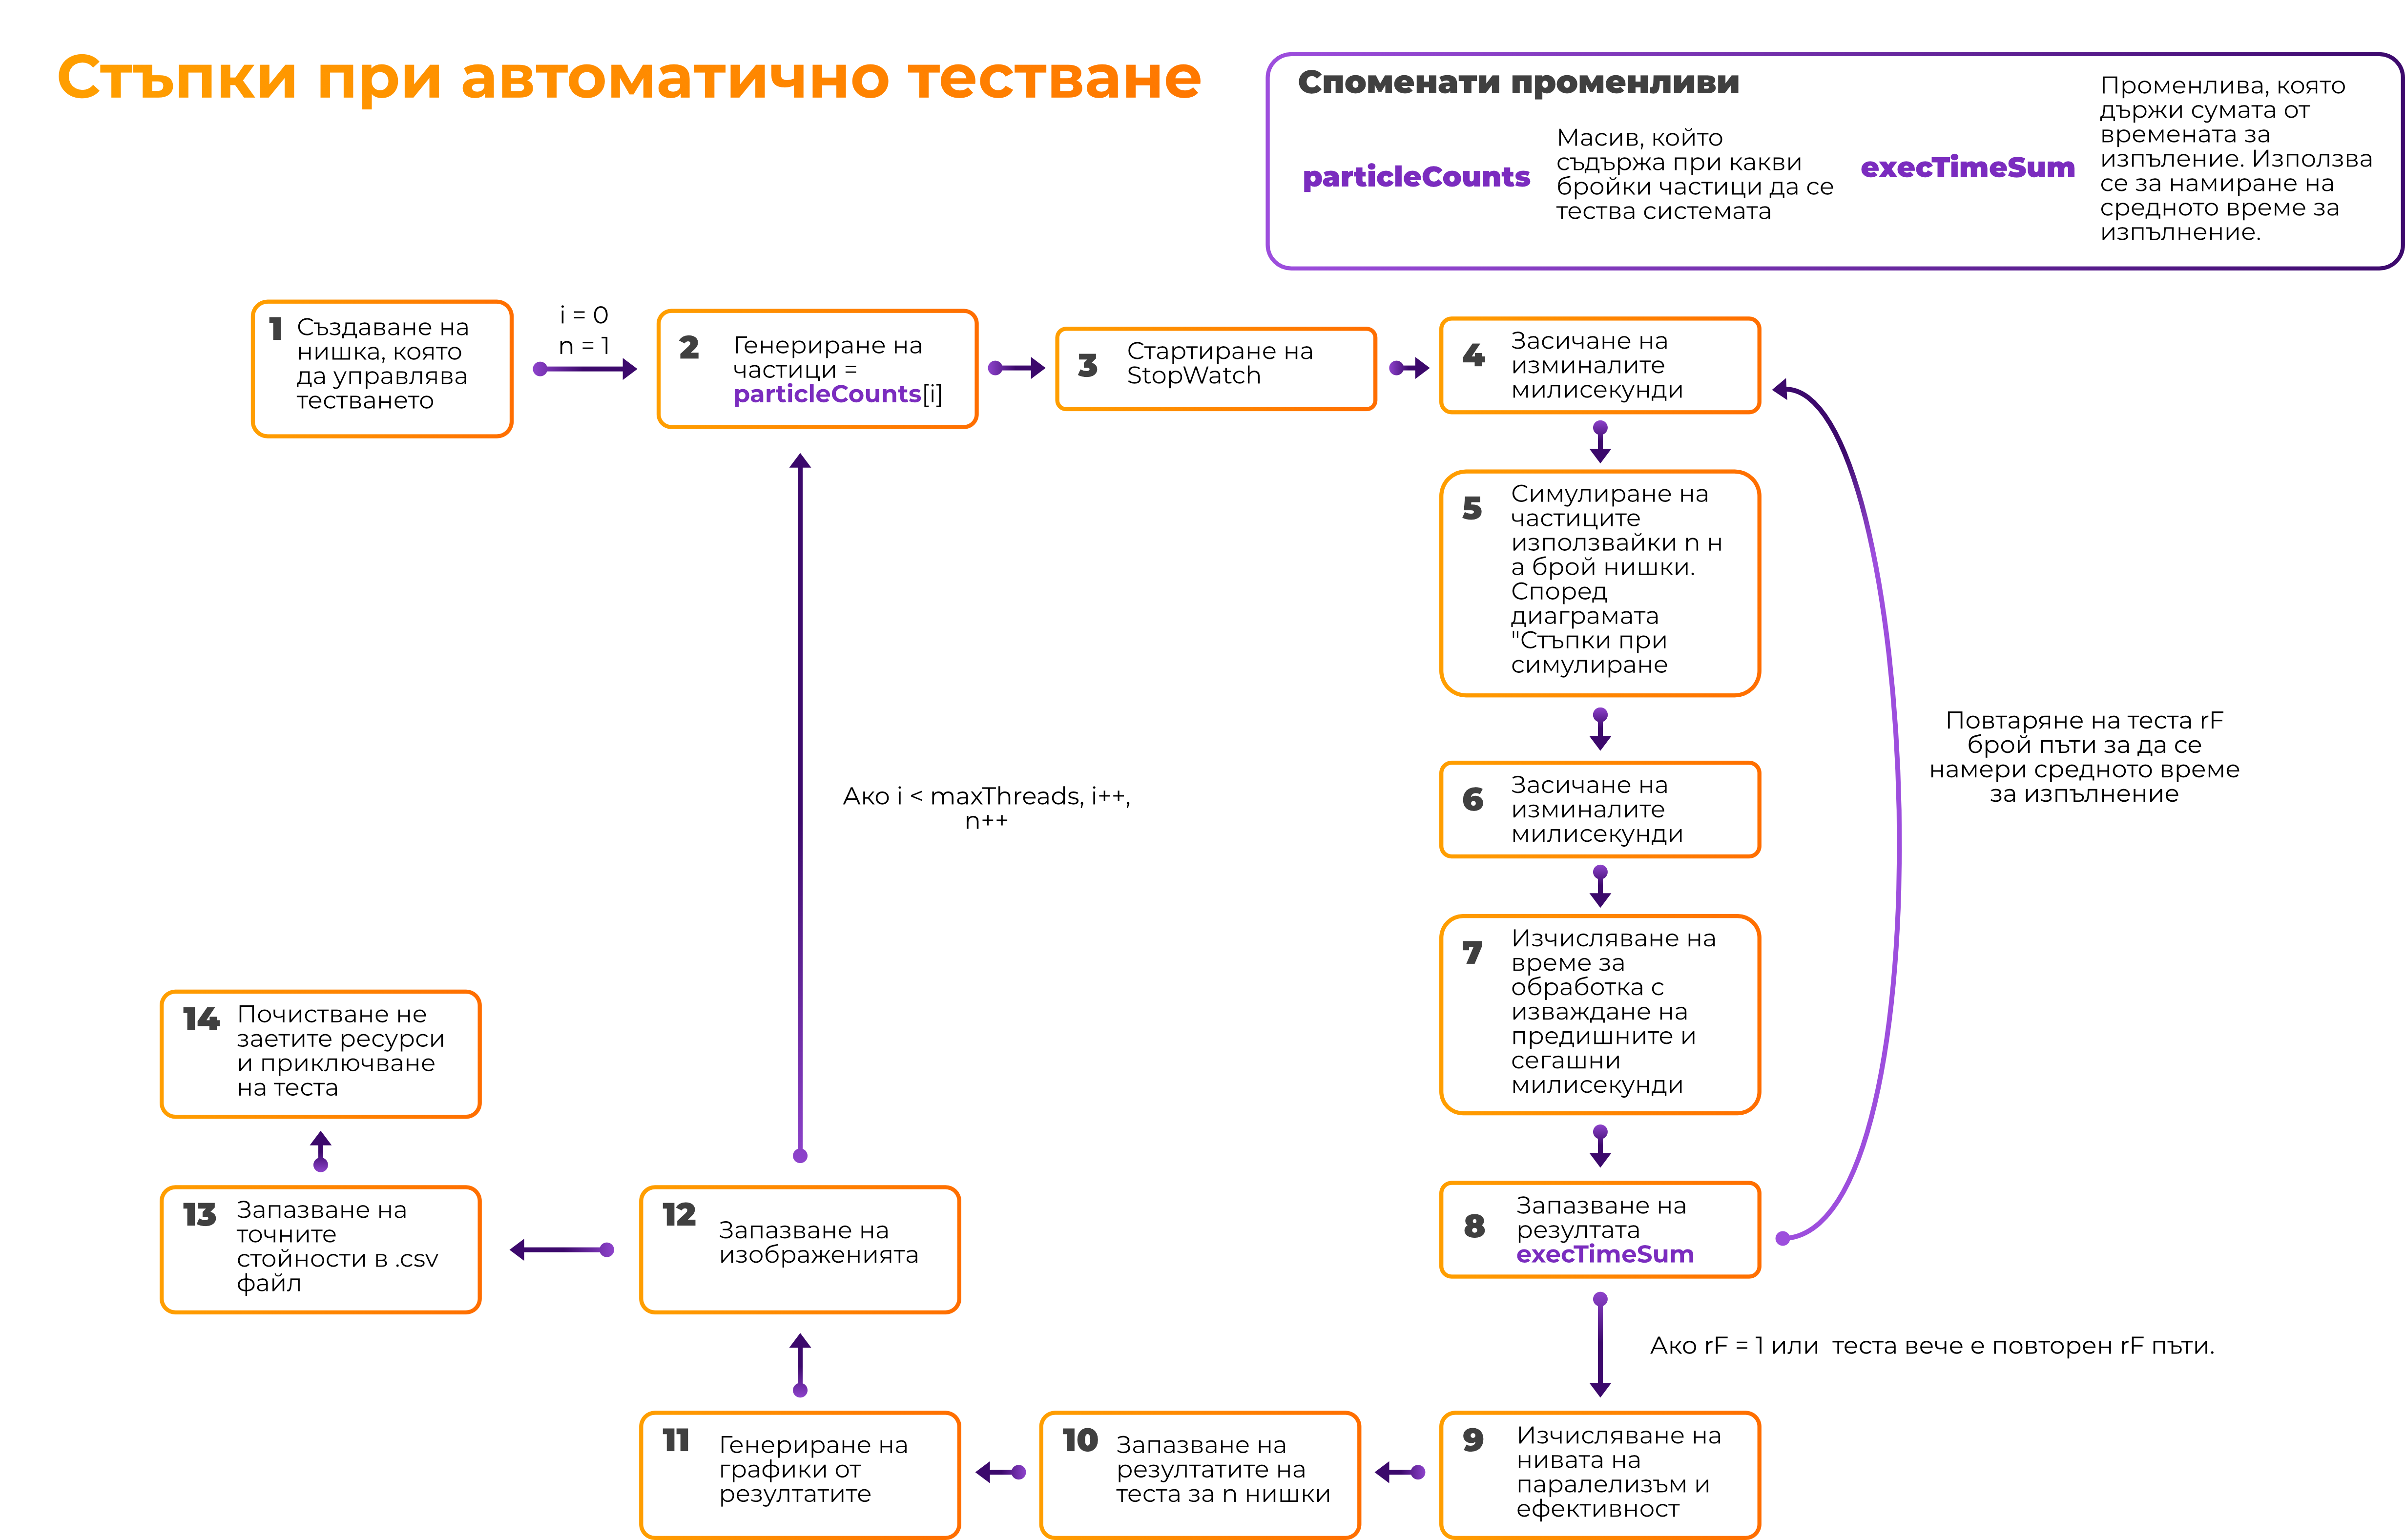 Стъпки при автоматично тестване
Споменати променливи
particleCounts
Масив, който
съдържа при какви
бройки частици да се
тества системата
execTimeSum
Променлива, която
държи сумата от
времената за
изпъление. Използва
се за намиране на
средното време за
изпълнение.
1
Създаване на
нишка, която
да управлява
тестването
i = 0
n = 1
2
Генериране на
частици =
particleCounts[i]
3
Стартиране на
StopWatch
4
Засичане на
изминалите
милисекунди
5
Симулиране на
частиците
използвайки n н
а брой нишки.
Според
диаграмата
"Стъпки при
симулиране
6
Засичане на
изминалите
милисекунди
7
Изчисляване на
време за
обработка с
изваждане на
предишните и
сегашни
милисекунди
8
Запазване на
резултата
execTimeSum
Повтаряне на теста rF
брой пъти за да се
намери средното време
за изпълнение
Ако rF = 1 или  теста вече е повторен rF пъти.
9
Изчисляване на
нивата на
паралелизъм и
ефективност
10
Запазване на
резултатите на
теста за n нишки
11
Генериране на
графики от
резултатите
12
Запазване на
изображенията
Ако i < maxThreads, i++,
n++
13
Запазване на
точните
стойности в .csv
файл
14
Почистване не
заетите ресурси
и приключване
на теста